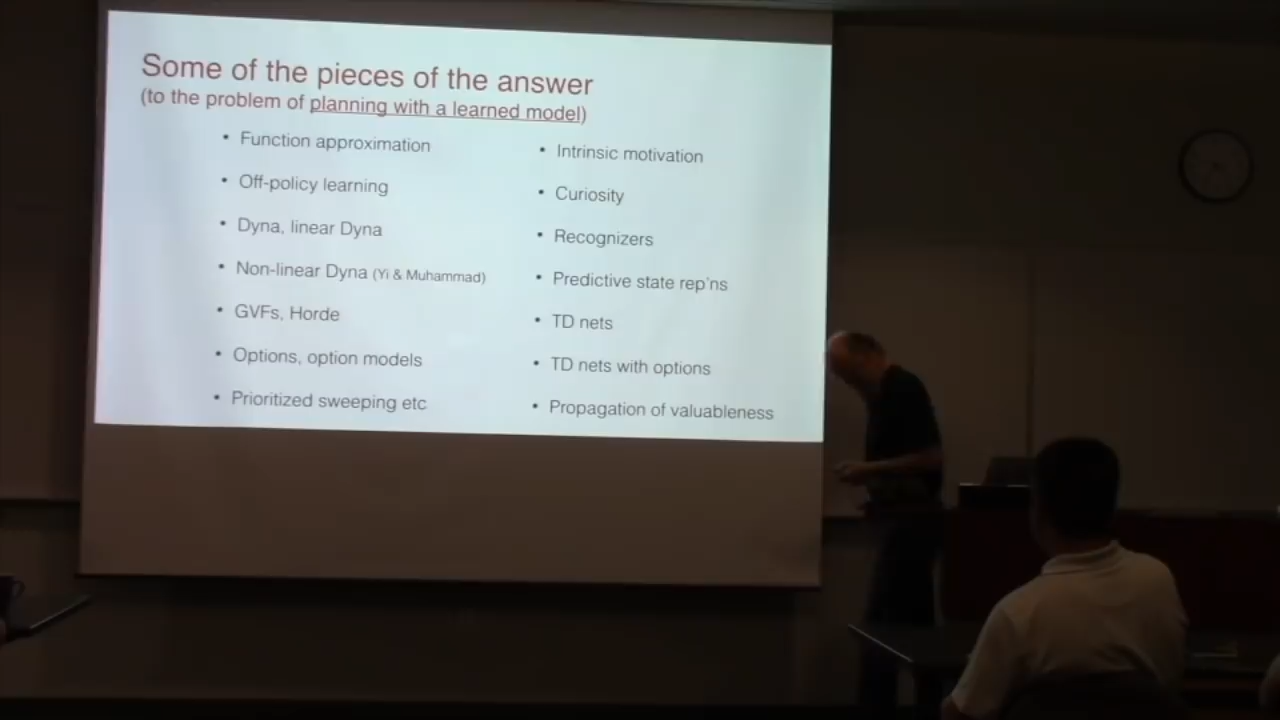 Some of the pieces of the answer
(to the problem of planning with a learned model)
• Function approximation
• Off-policy learning
• Dyna, linear Dyna
• Non-linear Dyna (Yi & Muhammad)
• GVFs, Horde
• Options, option models
• Prioritized sweeping etc
• Intrinsic motivation
• Curiosity
• Recognizers
• Predictive state rep'ns
• TD nets
• TD nets with options
• Propagation of valuableness